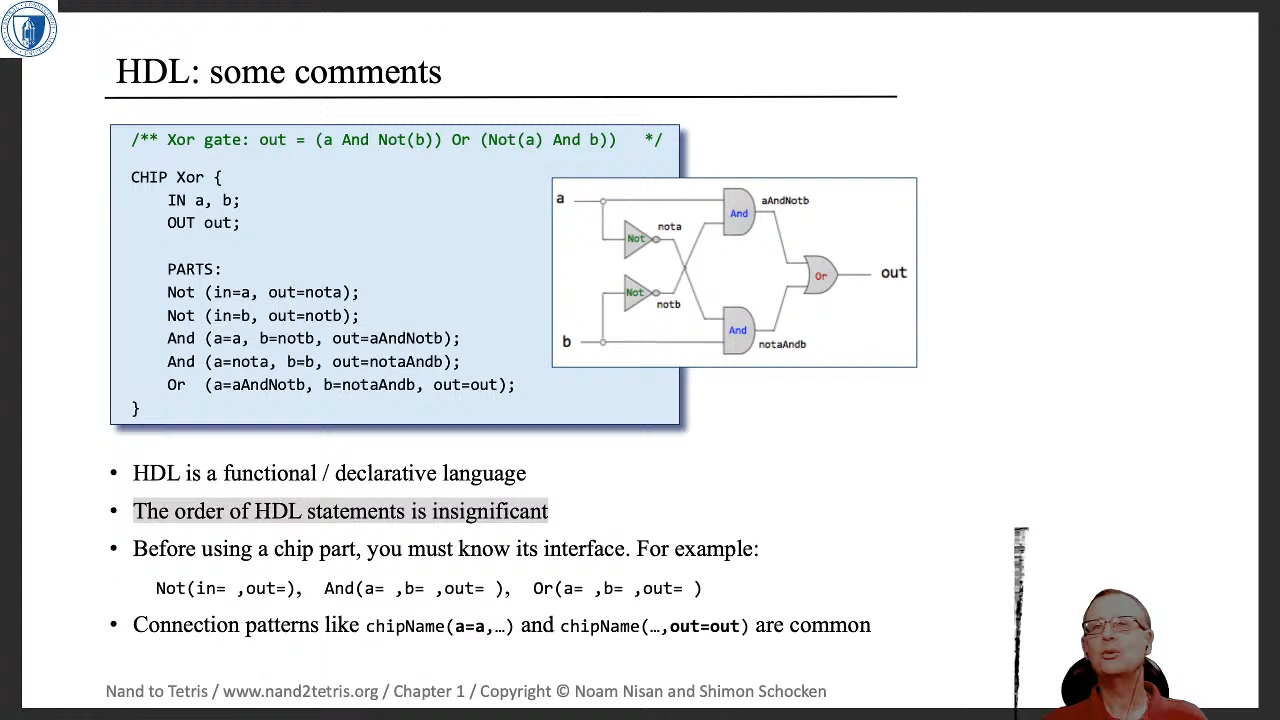 HDL: some comments
/** Xor gate: out = (a And Not(b)) Or (Not(a) And b))   */
CHIP Xor {
IN a, b;
OUT out;
PARTS:
Not (in=a, out=nota);
Not (in=b, out=notb);
And (a=a, b=notb, out=aAndNotb);
And (a=nota, b=b, out=notaAndb);
Or  (a=aAndNotb, b=notaAndb, out=out);
}
a
And
aAndNotb
nota
Not
Or
out
Not
notb
b
And
notaAndb
• HDL is a functional / declarative language
• The order of HDL statements is insignificant
• Before using a chip part, you must know its interface. For example:
Not(in= ,out=), And(a= ,b= ,out= ), Or(a= ,b= ,out= )
• Connection patterns like chipName(a=a,…) and chipName(…,out=out) are common
Nand to Tetris / www.nand2tetris.org / Chapter 1 / Copyright © Noam Nisan and Shimon Schocken